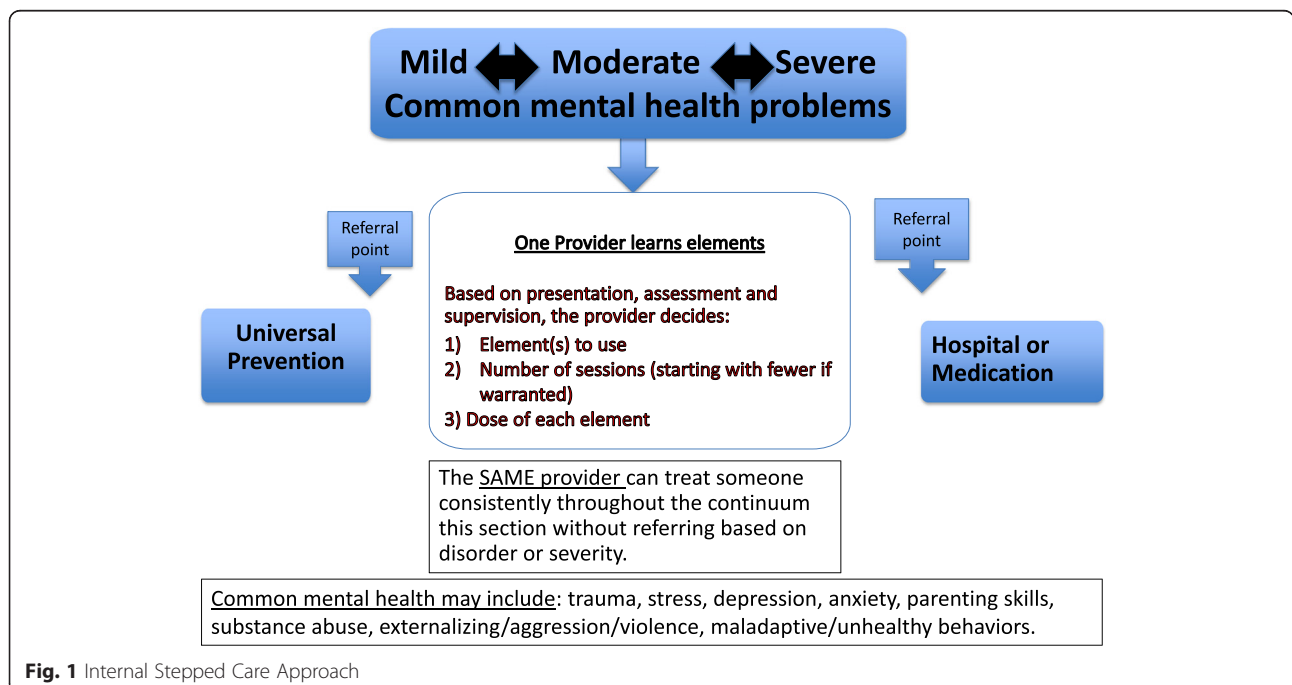 Mild Moderate Severe
Common mental health problems
Referral
point
One Provider learns elements
Based on presentation, assessment and
supervision, the provider decides:
1) Element(s) to use
2) Number of sessions (starting with fewer if
warranted)
3) Dose of each element
Referral
point
Universal
Prevention
Hospital or
Medication
The SAME provider can treat someone
consistently throughout the continuum
this section without referring based on
disorder or severity.
Common mental health may include: trauma, stress, depression, anxiety, parenting skills,
substance abuse, externalizing/aggression/violence, maladaptive/unhealthy behaviors.
Fig. 1 Internal Stepped Care Approach